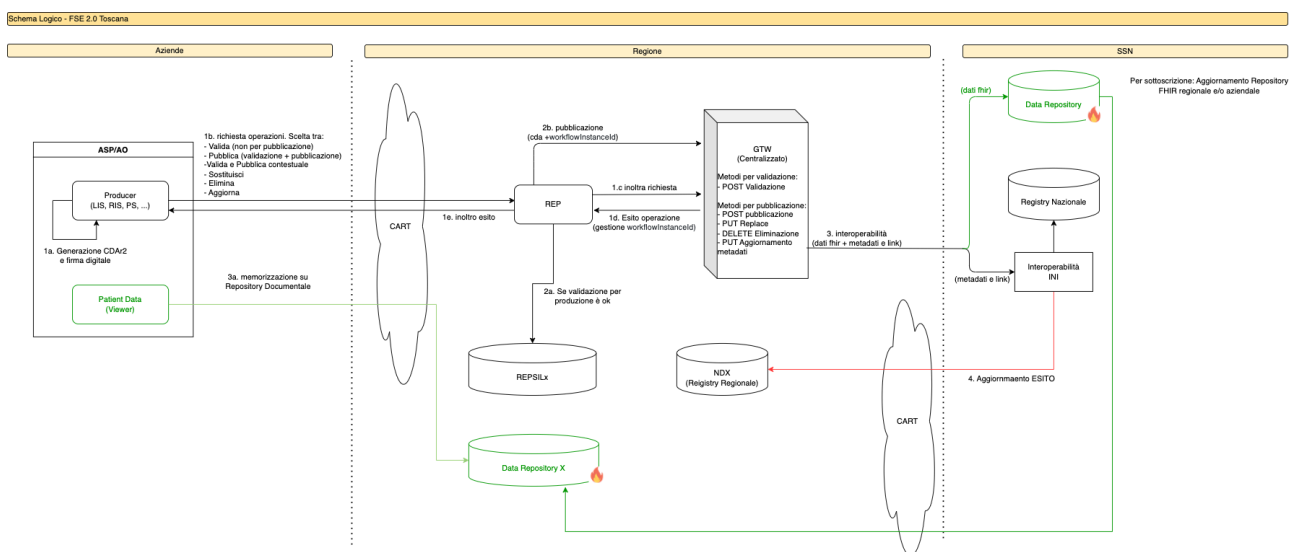 Schema Logico - FSE 2.0 Toscana
Aziende
Regione
SSN
Per sottoscrizione: Aggiornamento Repository
FHIR regionale e/o aziendale
(dati fhir)
Data Repository
1b. richiesta operazioni. Scelta tra:
- Valida (non per pubblicazione)
- Pubblica (validazione + pubblicazione)
-Valida e Pubblica contestuale
- Sostituisci
- Elimina
- Aggiorna
2b. pubblicazione
(cda +workflowInstanceId)
GTW
(Centralizzato)
Metodi per validazione:
- POST Validazione
Metodi per pubblicazione:
- POST pubblicazione
- PUT Replace
- DELETE Eliminazione
- PUT Aggiornamento
metadati
ASP/AO
Producer
(LIS, RIS, PS, ...)
1a. Generazione CDAr2
e firma digitale
CART
1e. inoltro esito
REP
1.c inoltra richiesta
1d. Esito operazione
(gestione workflowInstanceId)
3. interoperabilità
(dati fhir + metadati e link)
Registry Nazionale
Interoperabilità
INI
(metadati e link)
3a. memorizzazione su
Repository Documentale
Patient Data
(Viewer)
2a. Se validazione per
produzione è ok
REPSILx
NDX
(Reigistry Regionale)
4. Aggiornmaento ESITO
CART
Data Repository X